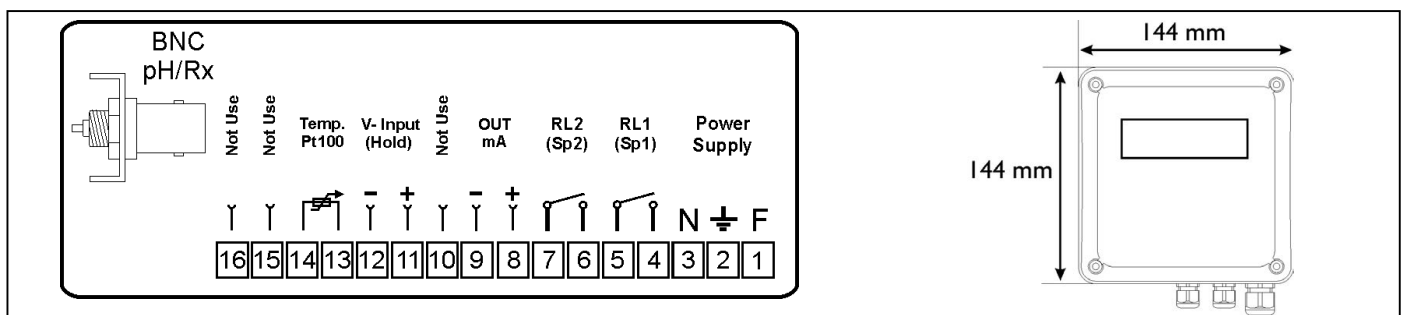 BNC
pH/Rx
Not Use
Not Use
Temp.
Pt100
V- Input
(Hold)
Not Use
OUT
mA
RL2
(Sp2)
RL1
(Sp1)
Power
Supply
- + - + N F
16 15 14 13 12 11 10 9 8 7 6 5 4 3 2 1
144 mm
144 mm